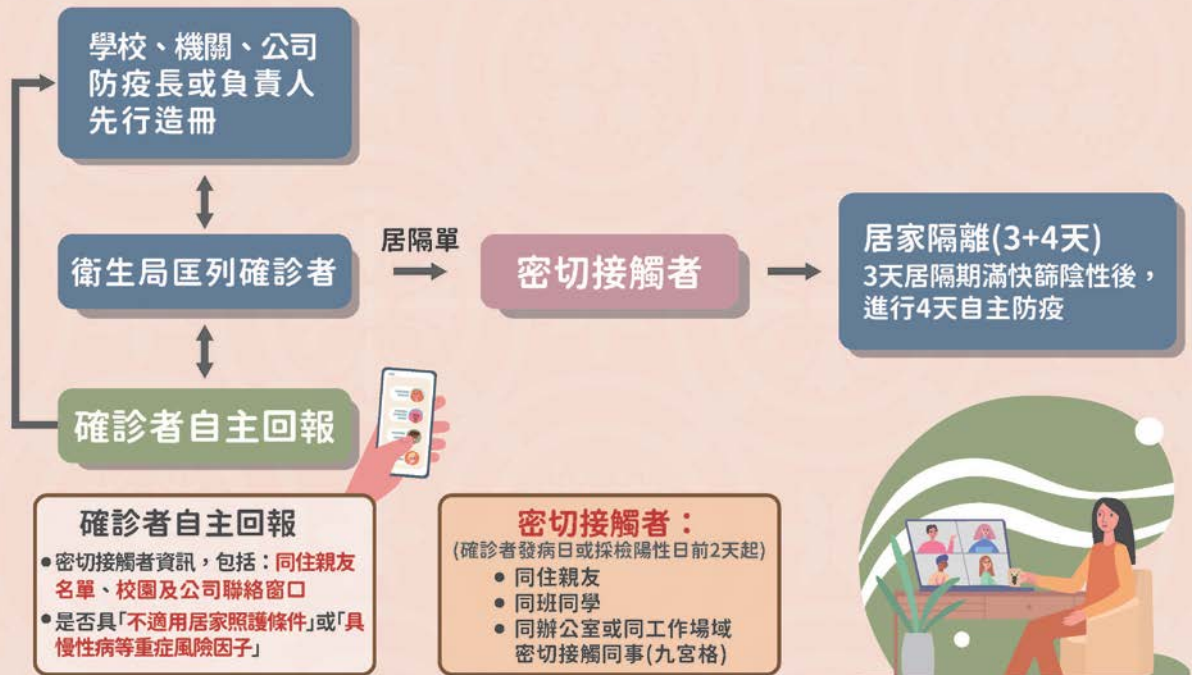 學校、機關、公司
防疫長或負責人
先行造冊
衛生局匡列確診者
居隔單
密切接觸者
居家隔離(3+4天)
3天居隔期滿快篩陰性後，
進行4天自主防疫
確診者自主回報
確診者自主回報
●密切接觸者資訊，包括：同住親友
名單、校園及公司聯絡窗口
●是否具「不適用居家照護條件」或「具
慢性病等重症風險因子」
密切接觸者：
(確診者發病日或採檢陽性日前2天起)
● 同住親友
● 同班同學
● 同辦公室或同工作場域
密切接觸同事(九宮格)